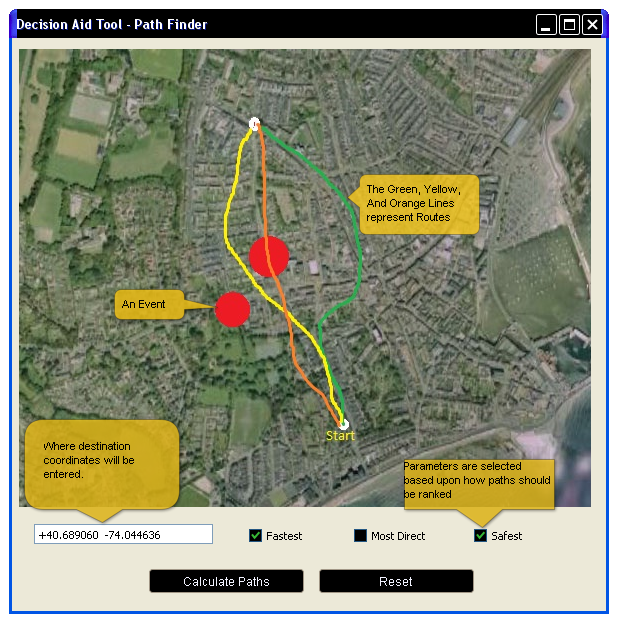 Decision Aid Tool - Path Finder
The Green, Yellow,
And Orange Lines
represent Routes
An Event
Start
Where destination
coordinates will be
entered.
Parameters are selected
based upon how paths should
be ranked
+40.689060 -74.044636
Fastest
Most Direct
Safest
Calculate Paths
Reset